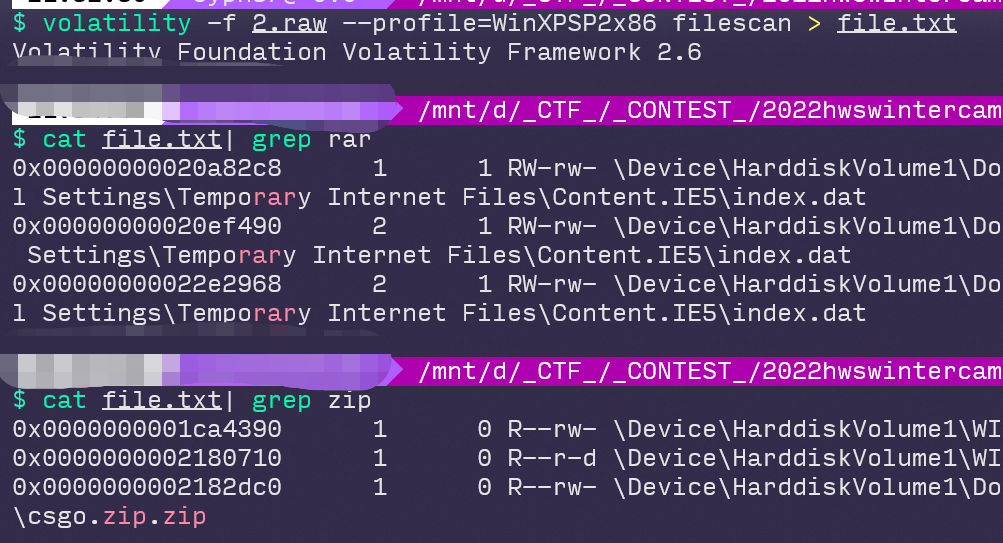 $ volatility -f 2.raw --profile=WinXPSP2x86 filescan > file.txt
Volatility Foundation Volatility Framework 2.6
/mnt/d/_CTF_/_CONTEST_/2022hwswintercam
$ cat file.txt| grep rar
0x00000000020a82c8      1      1 RW-rw- \Device\HarddiskVolume1\Do
l Settings\Temporary Internet Files\Content.IE5\index.dat
0x00000000020ef490      2      1 RW-rw- \Device\HarddiskVolume1\Do
 Settings\Temporary Internet Files\Content.IE5\index.dat
0x00000000022e2968      2      1 RW-rw- \Device\HarddiskVolume1\Do
l Settings\Temporary Internet Files\Content.IE5\index.dat
/mnt/d/_CTF_/_CONTEST_/2022hwswintercam
$ cat file.txt| grep zip
0x0000000001ca4390      1      0 R--rw- \Device\HarddiskVolume1\WI
0x0000000002180710      1      0 R--r-d \Device\HarddiskVolume1\WI
0x0000000002182dc0      1      0 R--rw- \Device\HarddiskVolume1\Do
\csgo.zip.zip